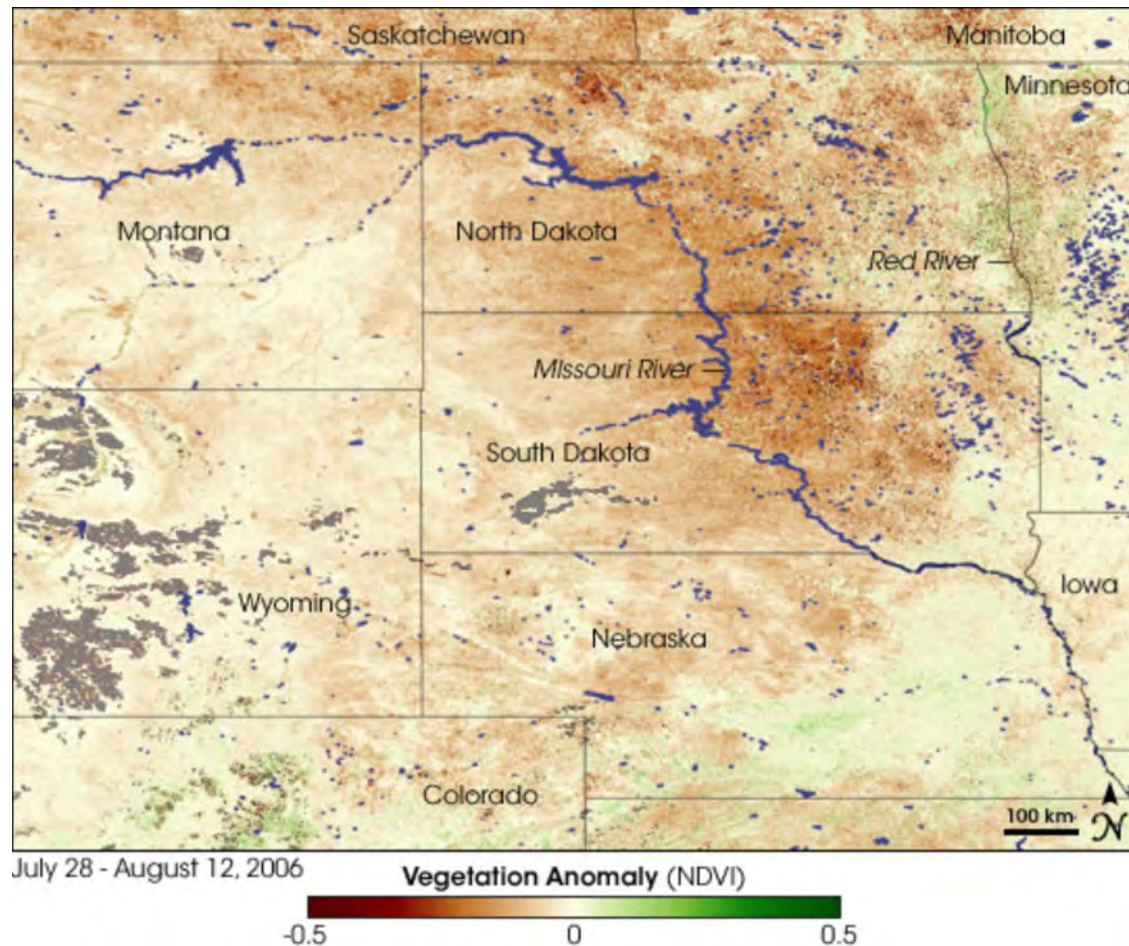 Saskatchewan
Manitoba
Minnesota
Montana
North Dakota
Red River
MIssouri River
South Dakota
Wyoming
Iowa
Nebraska
Colorado
100 km
N
July 28 - August 12, 2006
Vegetation Anomaly (NDVI)
-0.5 0 0.5